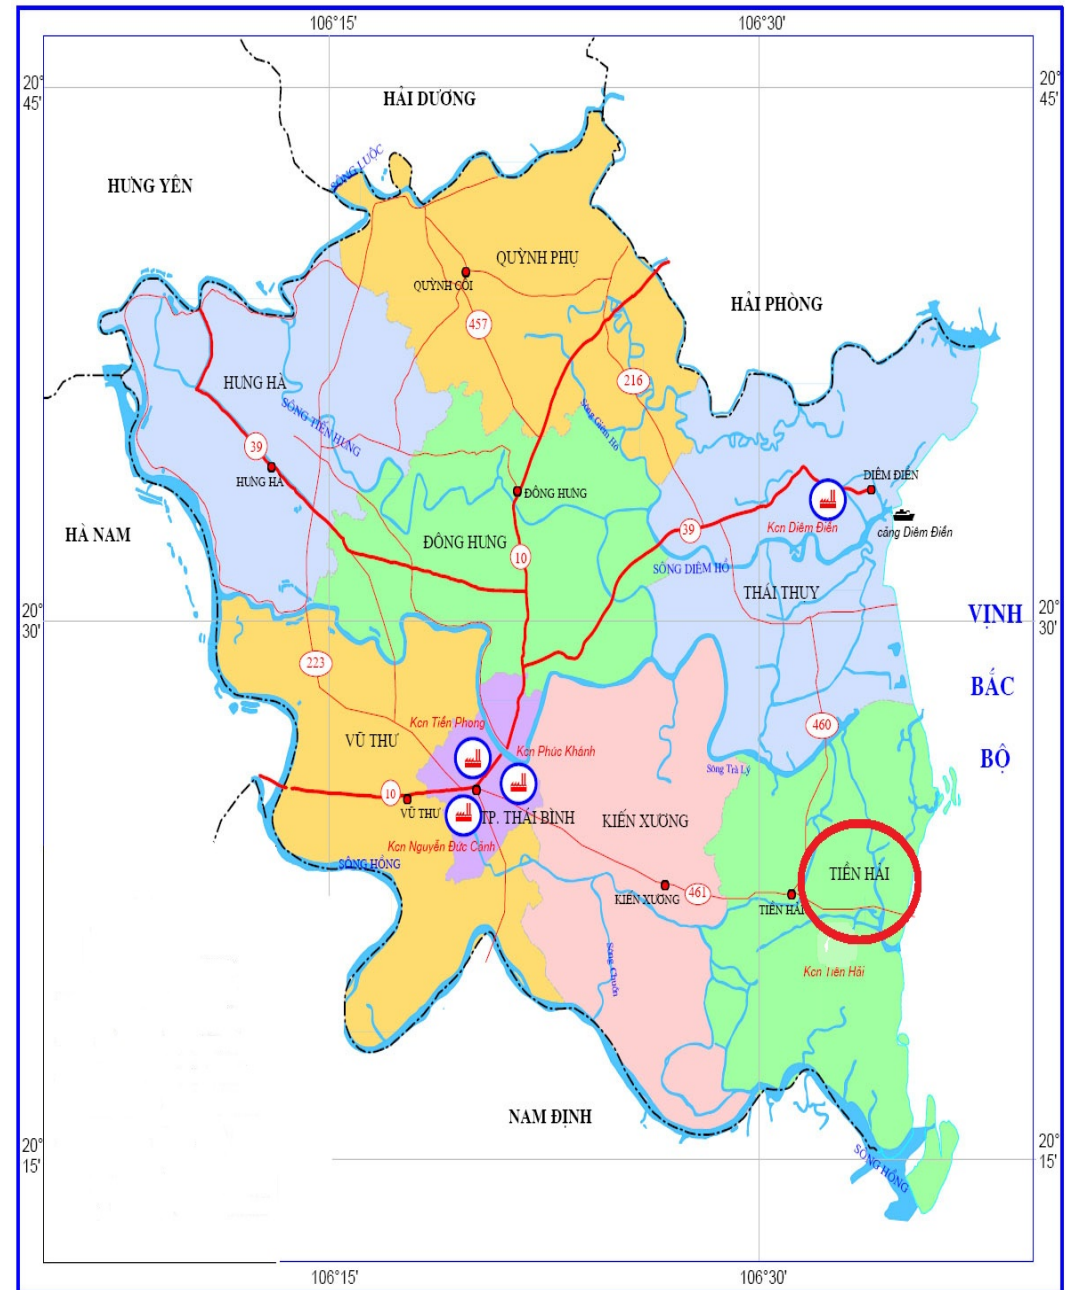 106°15'
106°30'
20°
45'
20°
45'
HẢI DƯƠNG
SÔNG LUỘC
HƯNG YÊN
QUỲNH PHỤ
QUỲNH CÔI
HẢI PHÒNG
457
216
HƯNG HÀ
SÔNG TIÊN HƯNG
39
HƯNG HÀ
DIÊM ĐIỀN
ĐÔNG HƯNG
Kcn Diêm Điền
cảng Diêm Điền
HÀ NAM
ĐÔNG HƯNG
39
10
SÔNG DIÊM HỘ
THÁI THỤY
20°
30'
VỊNH
20°
30'
BẮC
BỘ
223
Kcn Tiền Phong
460
VŨ THƯ
Kcn Phúc Khánh
Sông Trà Lý
10
VŨ THƯ
TP. THÁI BÌNH
KIẾN XƯƠNG
Kcn Nguyễn Đức Cảnh
SÔNG HỒNG
TIỀN HẢI
KIẾN XƯƠNG
461
TIỀN HẢI
Kcn Tiền Hải
NAM ĐỊNH
20°
15'
SÔNG HỒNG
20°
15'
106°15'
106°30'